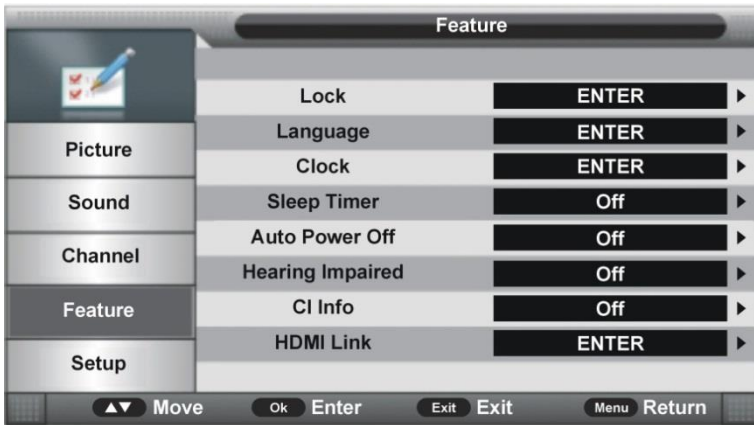 Feature
Picture
Sound
Channel
Feature
Setup
Lock ENTER
Language ENTER
Clock ENTER
Sleep Timer Off
Auto Power Off Off
Hearing Impaired Off
CI Info Off
HDMI Link ENTER
▲▼ Move Ok Enter Exit Exit Menu Return